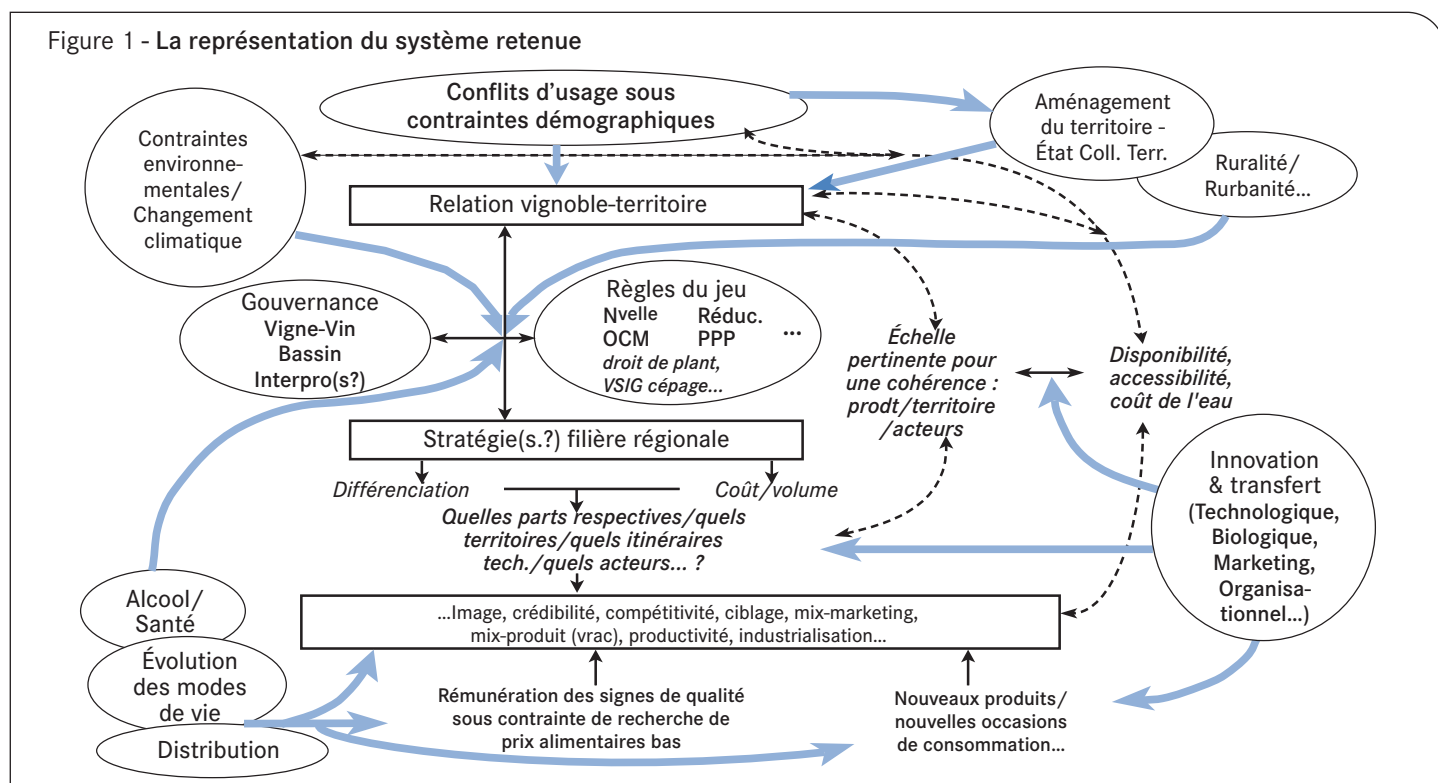 Figure 1 - La représentation du système retenue
Conflits d'usage sous
contraintes démographiques
Aménagement
du territoire -
État Coll. Terr.
Ruralité/
Rurbanité...
Contraintes
environne-
mentales/
Changement
climatique
Relation vignoble-territoire
Gouvernance
Vigne-Vin
Bassin
Interpro(s?)
Règles du jeu
Nvelle Réduc.
OCM PPP ...
droit de plant,
VSIG cépage...
Échelle
pertinente pour
une cohérence :
prodt/territoire
/acteurs
Disponibilité,
accessibilité,
coût de l'eau
Stratégie(s.?) filière régionale
Différenciation Coût/volume
Quelles parts respectives/quels
territoires/quels itinéraires
tech./quels acteurs... ?
Innovation
& transfert
(Technologique,
Biologique,
Marketing,
Organisa-
tionnel...)
Alcool/
Santé
Évolution
des modes
de vie
Distribution
...Image, crédibilité, compétitivité, ciblage, mix-marketing,
mix-produit (vrac), productivité, industrialisation...
Rémunération des signes de qualité
sous contrainte de recherche de
prix alimentaires bas
Nouveaux produits/
nouvelles occasions
de consommation...